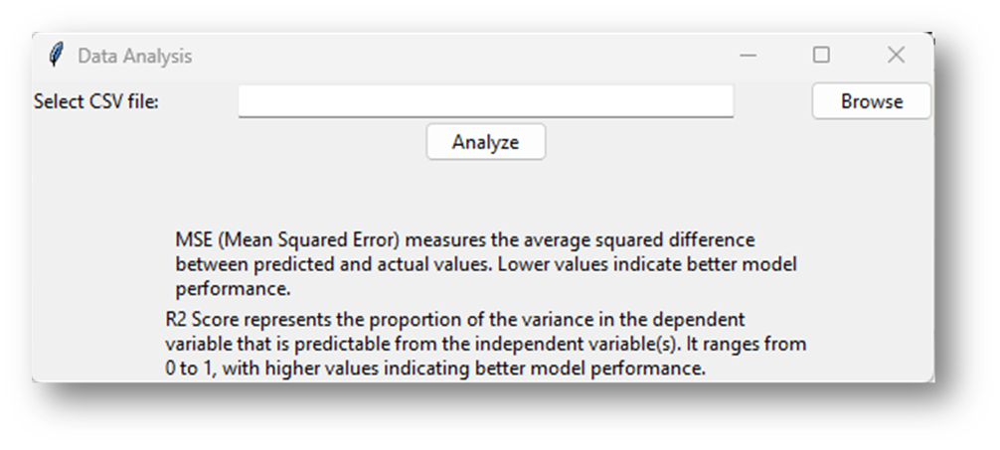 Data Analysis
Select CSV file:
Browse
Analyze
MSE (Mean Squared Error) measures the average squared difference
between predicted and actual values. Lower values indicate better model
performance.
R2 Score represents the proportion of the variance in the dependent
variable that is predictable from the independent variable(s). It ranges from
0 to 1, with higher values indicating better model performance.